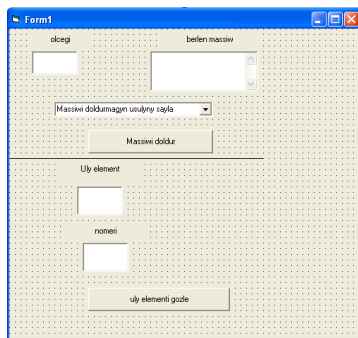 Form1
olcegi berlen massiw
Massiwi doldurmagyn usulyny sayla
Massiwi doldur
Uly element
nomeri
uly elementi gozle